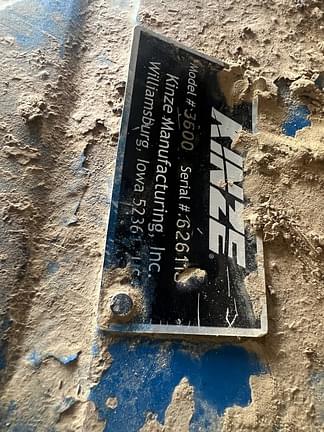 KINZE®
Model # 3600 Serial #
Kinze Manufacturing, Inc.
Williamsburg, Iowa